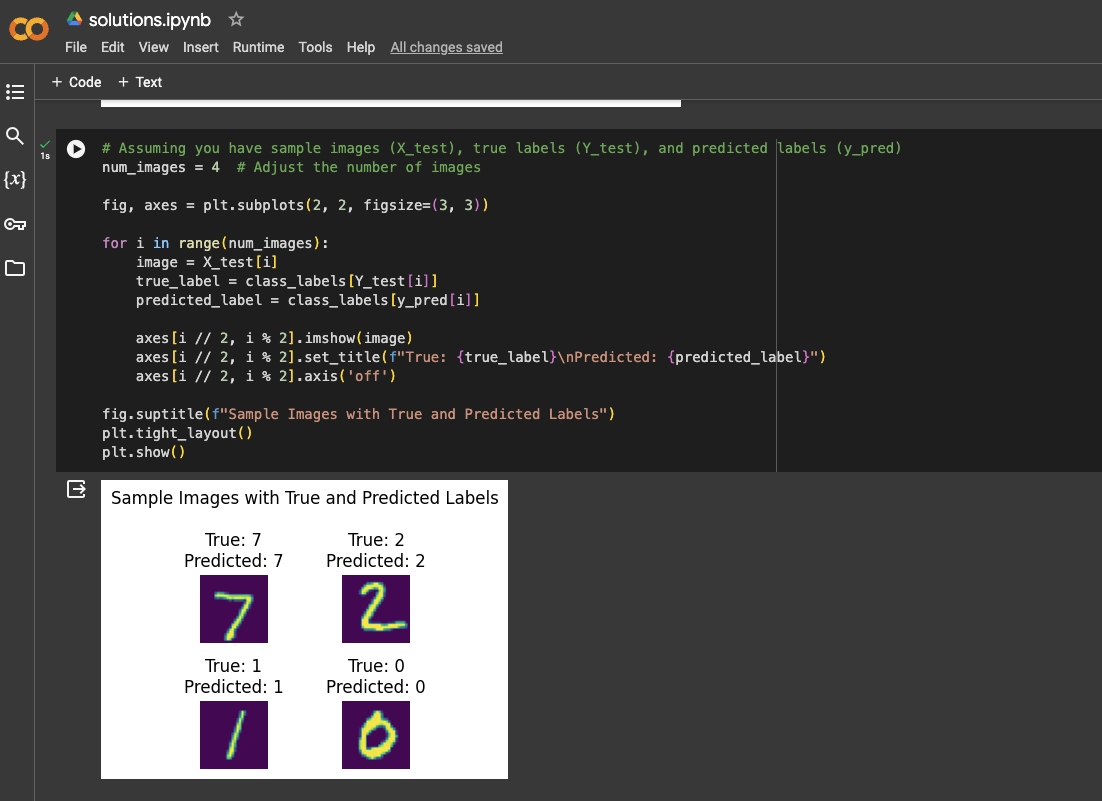 solutions.ipynb
File Edit View Insert Runtime Tools Help All changes saved
+ Code + Text
{x}
1s
# Assuming you have sample images (X_test), true labels (Y_test), and predicted labels (y_pred)
num_images = 4  # Adjust the number of images
fig, axes = plt.subplots(2, 2, figsize=(3, 3))
for i in range(num_images):
    image = X_test[i]
    true_label = class_labels[Y_test[i]]
    predicted_label = class_labels[y_pred[i]]
    axes[i // 2, i % 2].imshow(image)
    axes[i // 2, i % 2].set_title(f"True: {true_label}\nPredicted: {predicted_label}")
    axes[i // 2, i % 2].axis('off')
fig.suptitle(f"Sample Images with True and Predicted Labels")
plt.tight_layout()
plt.show()
Sample Images with True and Predicted Labels
True: 7 True: 2
Predicted: 7 Predicted: 2
7 2
True: 1 True: 0
Predicted: 1 Predicted: 0
1 0